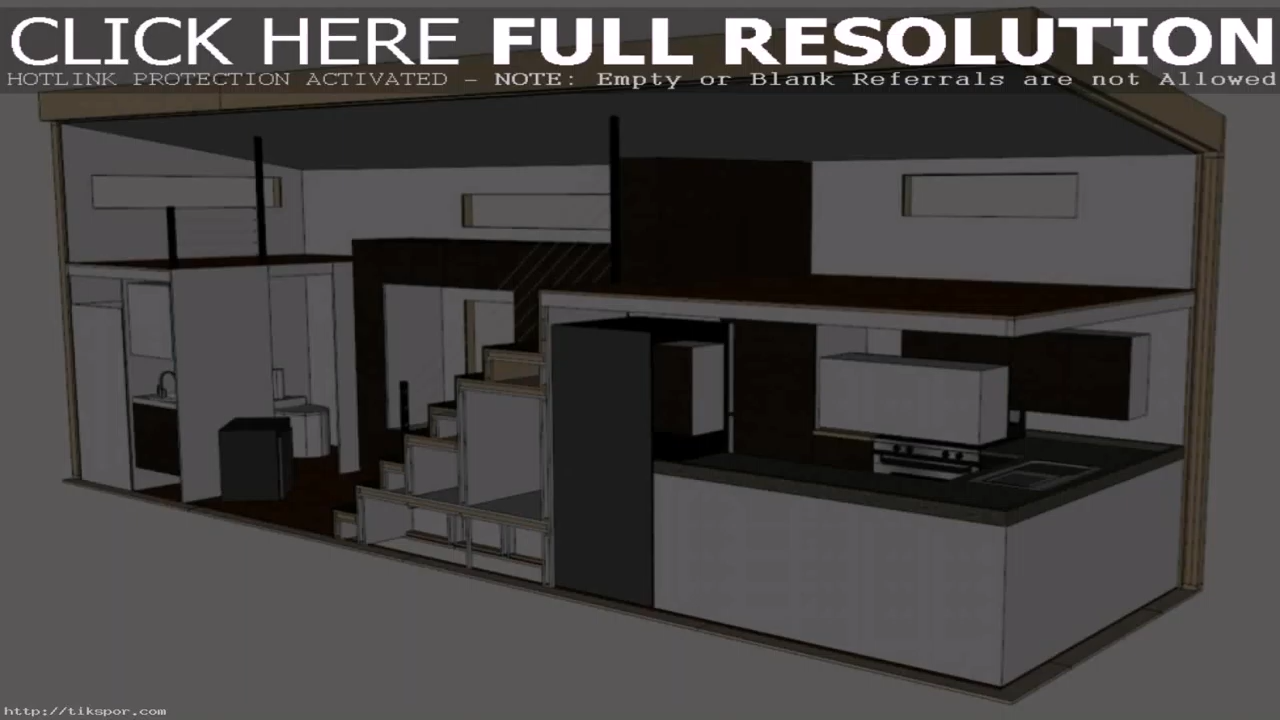 CLICK HERE FULL RESOLUTION
HOTLINK PROTECTION ACTIVATED – NOTE: Empty or Blank Referrals are not Allowed
http://tikspor.com